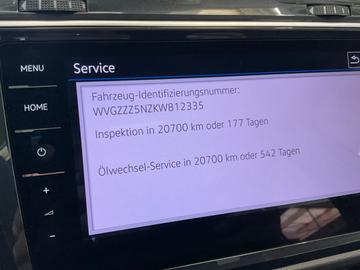 MENU
Service
HOME
Fahrzeug-Identifizierungsnummer:
WVGZZZ5NZKW812335
Inspektion in 20700 km oder 177 Tagen
Ölwechsel-Service in 20700 km oder 542 Tagen
+
-